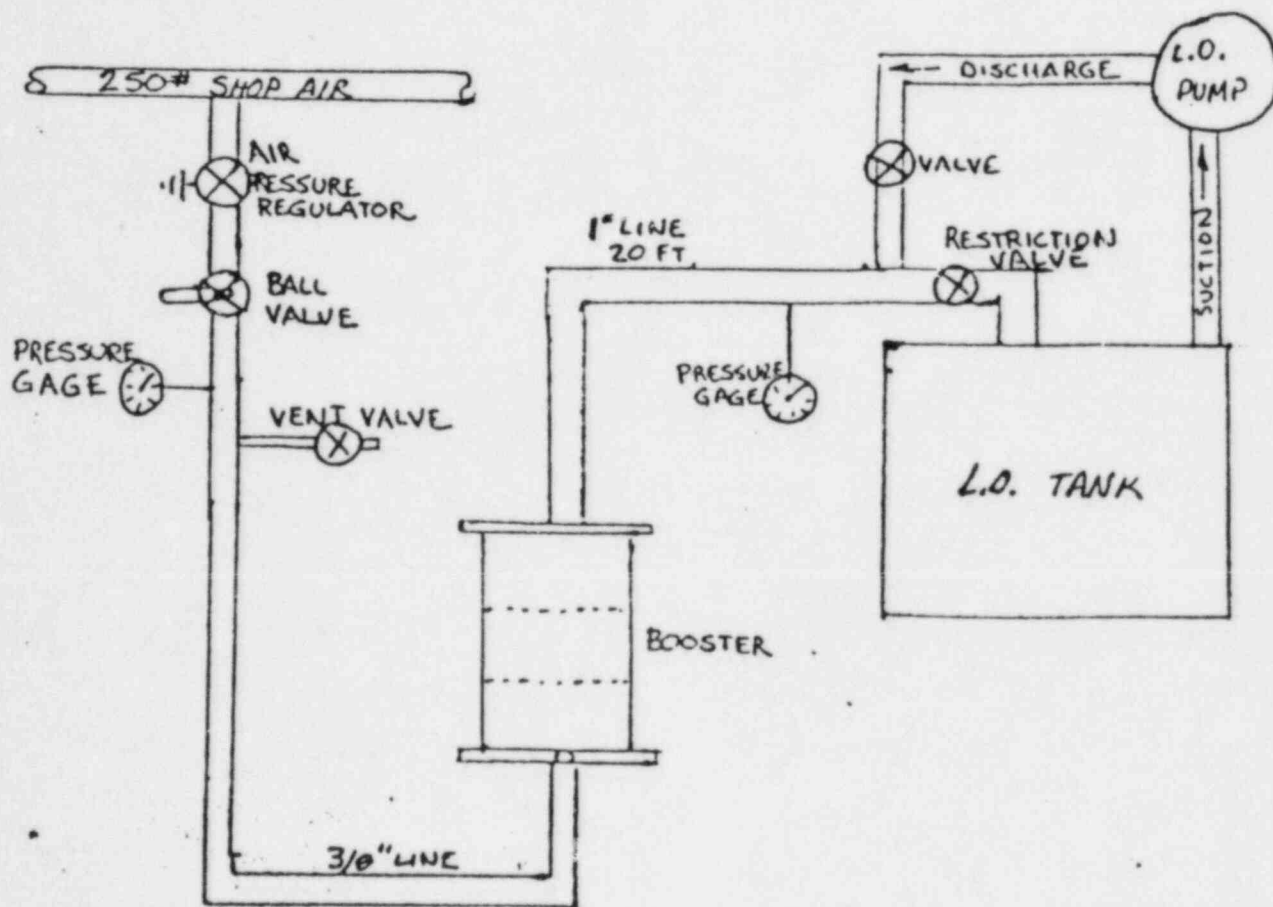 250# SHOP AIR
AIR
PRESSURE
REGULATOR
BALL
VALVE
PRESSURE
GAGE
VENT VALVE
3/8" LINE
BOOSTER
1" LINE
20 FT
PRESSURE
GAGE
DISCHARGE
L.O.
PUMP
VALVE
RESTRICTION
VALVE
SUCTION
L.O. TANK